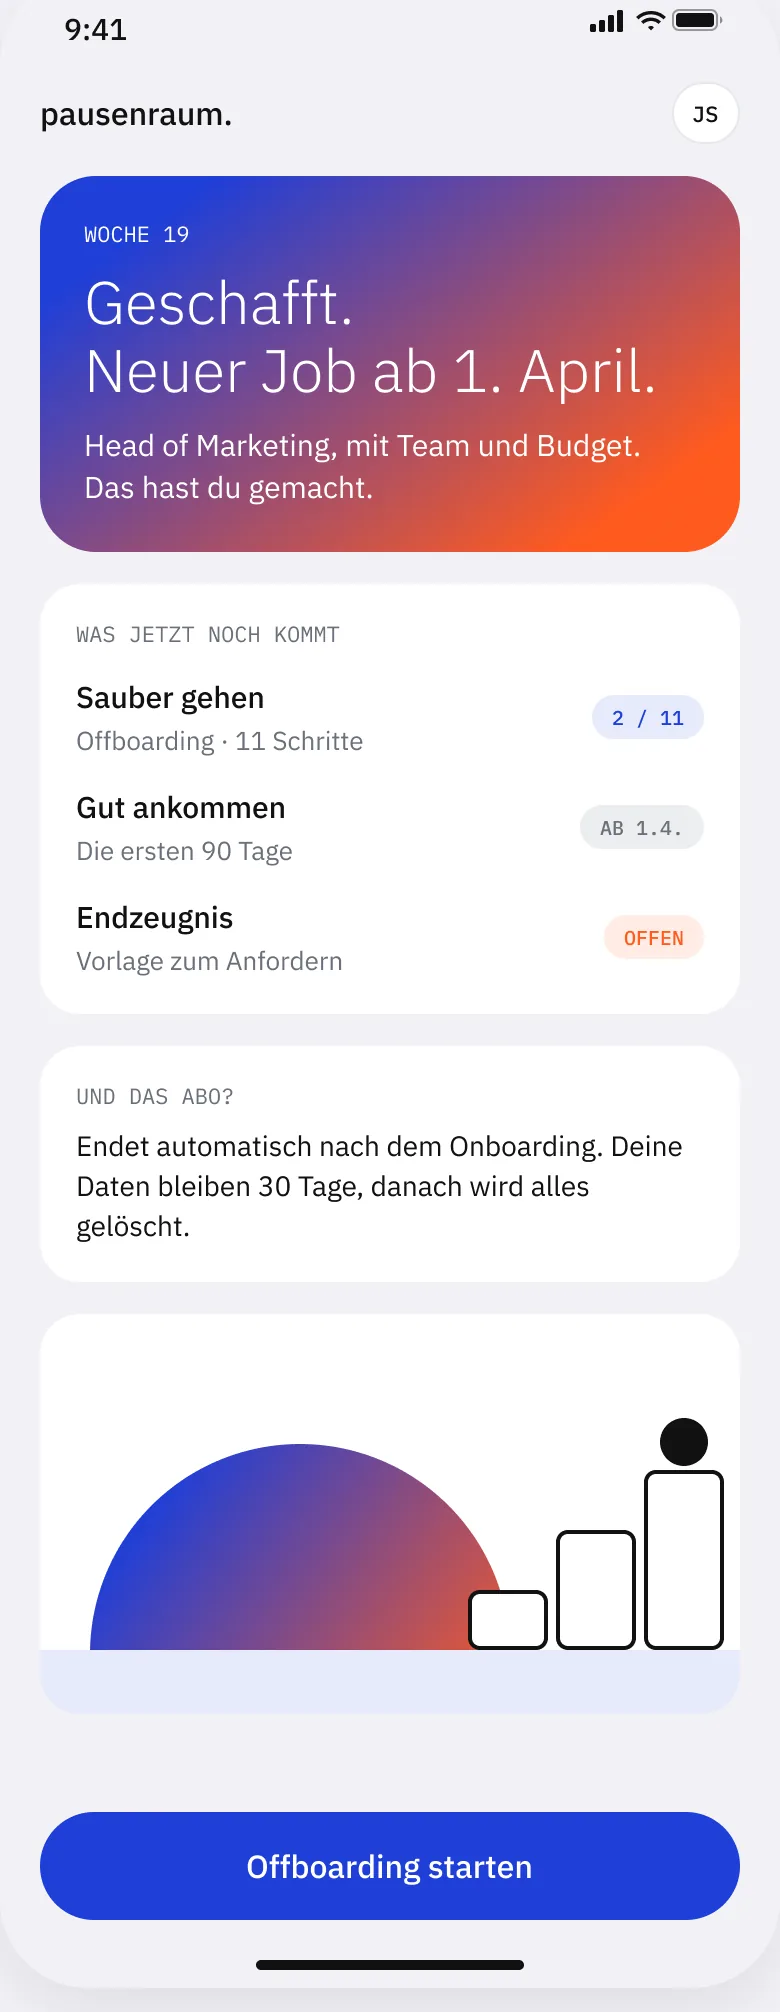 9:41
pausenraum.
JS
WOCHE 19
Geschafft.
Neuer Job ab 1. April.
Head of Marketing, mit Team und Budget.
Das hast du gemacht.
WAS JETZT NOCH KOMMT
Sauber gehen
2 / 11
Offboarding · 11 Schritte
Gut ankommen
AB 1.4.
Die ersten 90 Tage
Endzeugnis
OFFEN
Vorlage zum Anfordern
UND DAS ABO?
Endet automatisch nach dem Onboarding. Deine
Daten bleiben 30 Tage, danach wird alles
gelöscht.
Offboarding starten